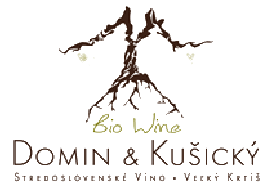 Bio Wine
DOMIN & KUŠICKÝ
STREDOSLOVENSKÉ VÍNO • VEĽKÝ KRTÍŠ